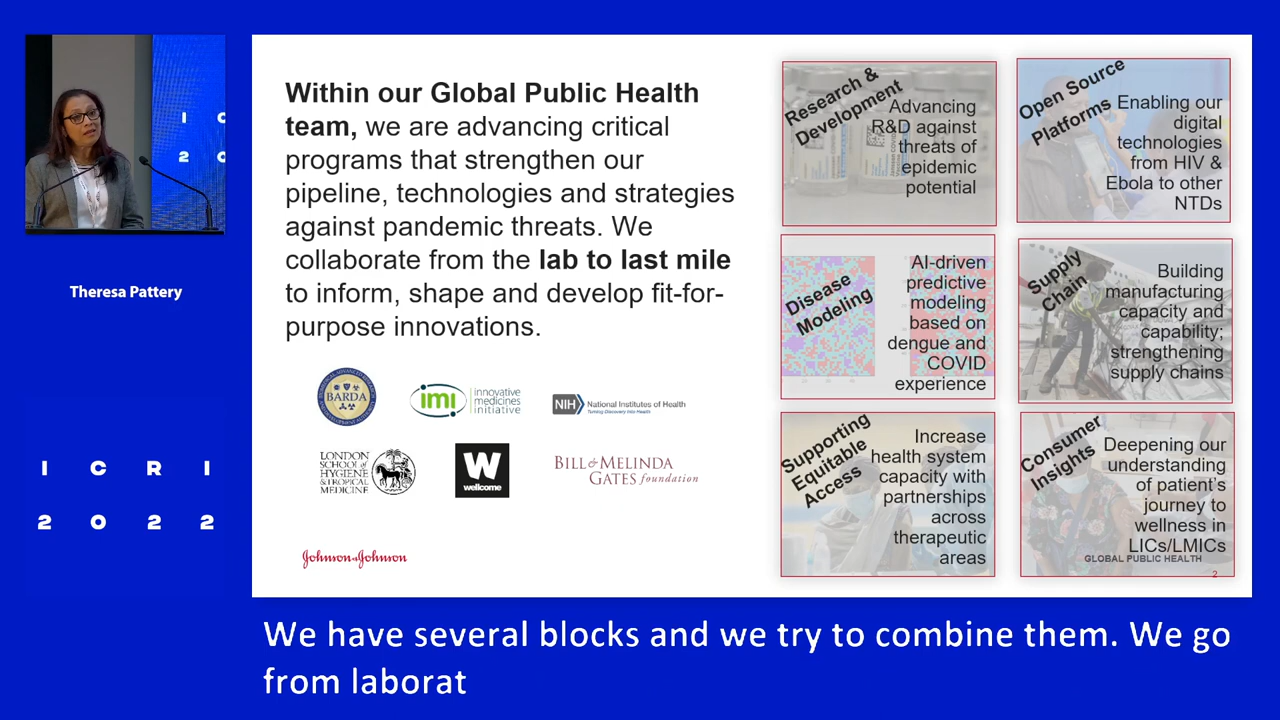 I C
2 0
Theresa Pattery
I C R I
2 0 2 2
Within our Global Public Health
team, we are advancing critical
programs that strengthen our
pipeline, technologies and strategies
against pandemic threats. We
collaborate from the lab to last mile
to inform, shape and develop fit-for-
purpose innovations.
BARDA
imi innovative
medicines
initiative
NIH National Institutes of Health
Turning Discovery Into Health
LONDON
SCHOOL of
HYGIENE
&TROPICAL
MEDICINE
W
wellcome
BILL & MELINDA
GATES foundation
Johnson & Johnson
Research &
Development
Advancing
R&D against
threats of
epidemic
potential
Open Source
Platforms
Enabling our
digital
technologies
from HIV &
Ebola to other
NTDs
Disease
Modeling
AI-driven
predictive
modeling
based on
dengue and
COVID
experience
Supply
Chain
Building
manufacturing
capacity and
capability;
strengthening
supply chains
Supporting
Equitable
Access
Increase
health system
capacity with
partnerships
across
therapeutic
areas
Consumer
Insights
Deepening our
understanding
of patient's
journey to
wellness in
LICs/LMICs
GLOBAL PUBLIC HEALTH
2
We have several blocks and we try to combine them. We go
from laborat